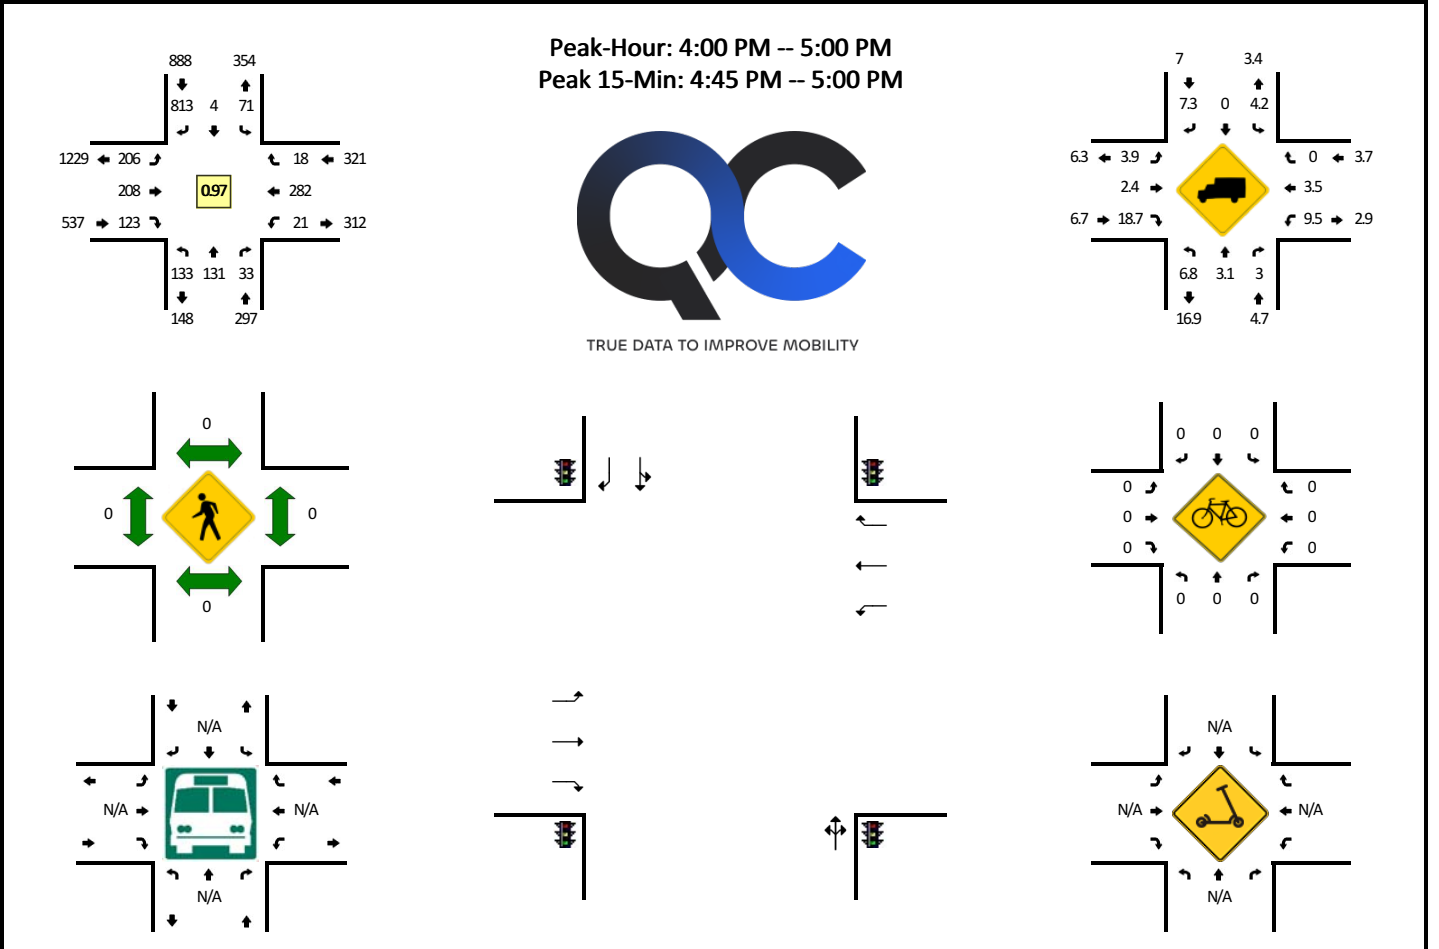 Peak-Hour: 4:00 PM -- 5:00 PM
Peak 15-Min: 4:45 PM -- 5:00 PM
888 354
813 4 71
1229 206 18 321
208 0.97 282
537 123 21 312
133 131 33
148 297
TRUE DATA TO IMPROVE MOBILITY
7 3.4
7.3 0 4.2
6.3 3.9 0 3.7
2.4 3.5
6.7 18.7 9.5 2.9
6.8 3.1 3
16.9 4.7
0
0 0
0
0 0 0
0 0
0 0
0 0
0 0 0
N/A
N/A N/A
N/A
N/A
N/A N/A
N/A